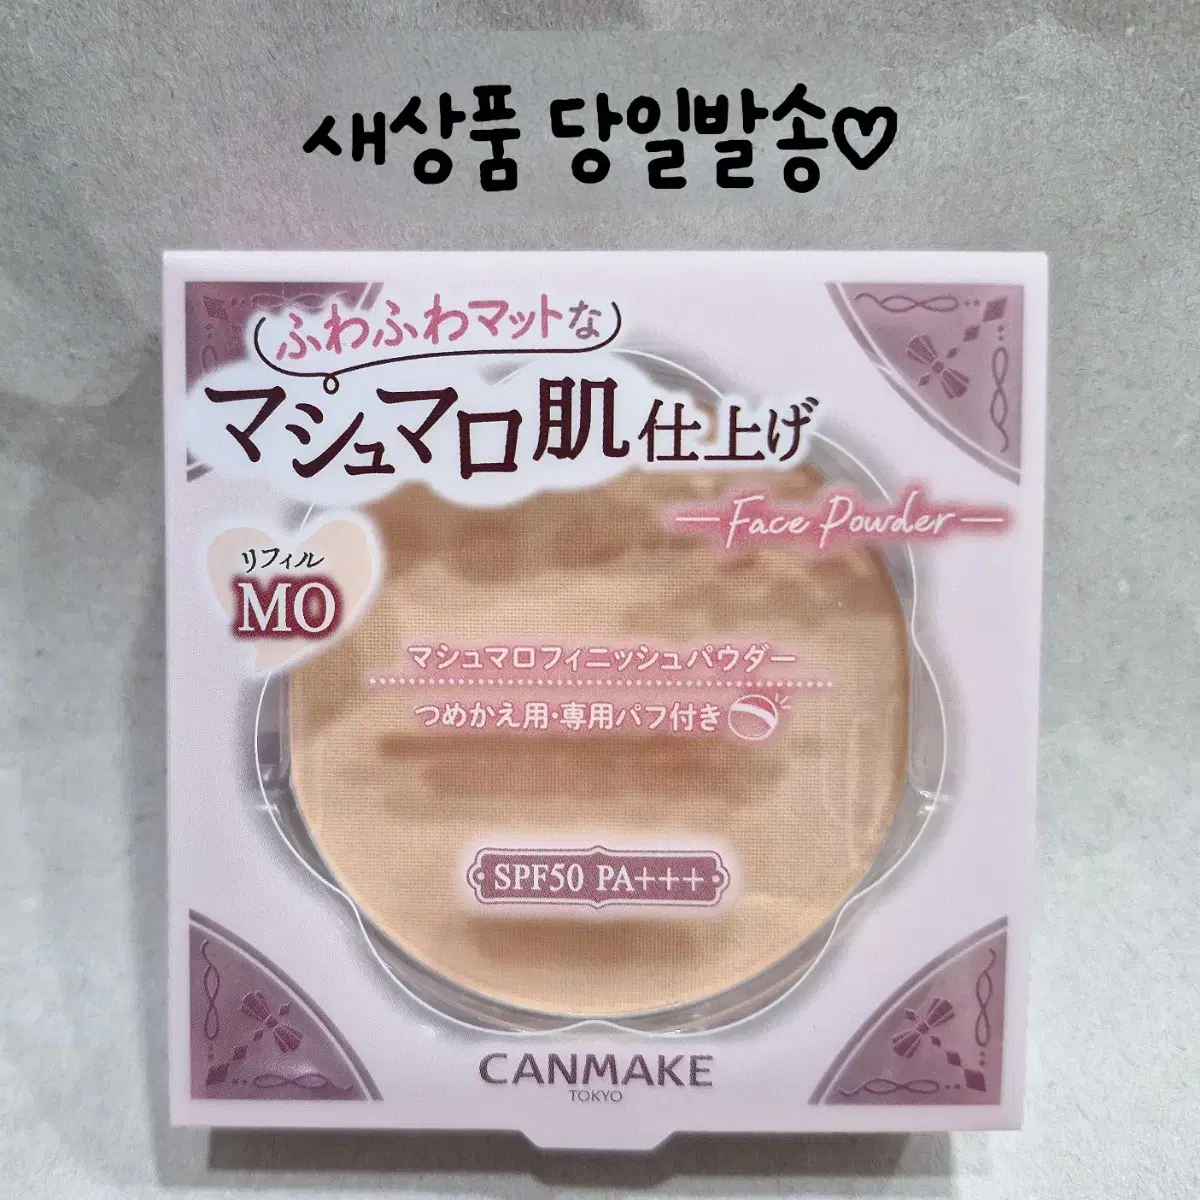 새상품 당일발송♡
ふわふわマットな
マシュマロ肌仕上げ
Face Powder
リフィル
MO
マシュマロフィニッシュパウダー
つめかえ用・専用パフ付き
SPF50 PA+++
CANMAKE
TOKYO